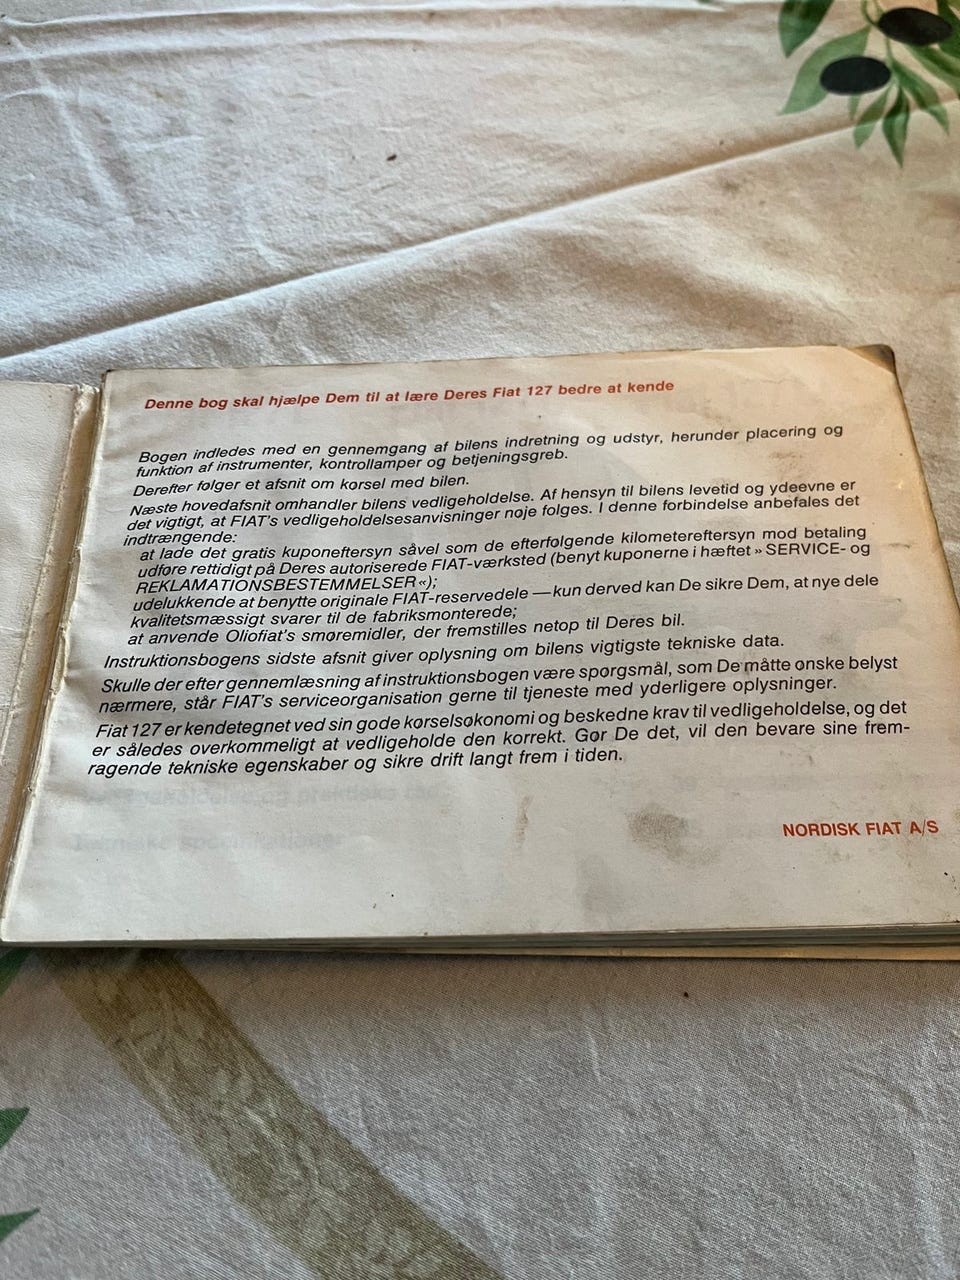 Denne bog skal hjælpe Dem til at lære Deres Fiat 127 bedre at kende
Bogen indledes med en gennemgang af bilens indretning og udstyr, herunder placering og
funktion af instrumenter, kontrollamper og betjeningsgreb.
Derefter følger et afsnit om kørsel med bilen.
Næste hovedafsnit omhandler bilens vedligeholdelse. Af hensyn til bilens levetid og ydeevne er
det vigtigt, at FIAT's vedligeholdelsesanvisninger nøje følges. I denne forbindelse anbefales det
indtrængende:
at lade det gratis kuponeftersyn såvel som de efterfølgende kilometereftersyn mod betaling
udføre rettidigt på Deres autoriserede FIAT-værksted (benyt kuponerne i hæftet » SERVICE- og
REKLAMATIONSBESTEMMELSER «);
udelukkende at benytte originale FIAT-reservedele — kun derved kan De sikre Dem, at nye dele
kvalitetsmæssigt svarer til de fabriksmonterede;
at anvende Oliofiat's smøremidler, der fremstilles netop til Deres bil.
Instruktionsbogens sidste afsnit giver oplysning om bilens vigtigste tekniske data.
Skulle der efter gennemlæsning af instruktionsbogen være spørgsmål, som De måtte ønske belyst
nærmere, står FIAT's serviceorganisation gerne til tjeneste med yderligere oplysninger.
Fiat 127 er kendetegnet ved sin gode kørselsøkonomi og beskedne krav til vedligeholdelse, og det
er således overkommeligt at vedligeholde den korrekt. Gør De det, vil den bevare sine frem-
ragende tekniske egenskaber og sikre drift langt frem i tiden.
NORDISK FIAT A/S